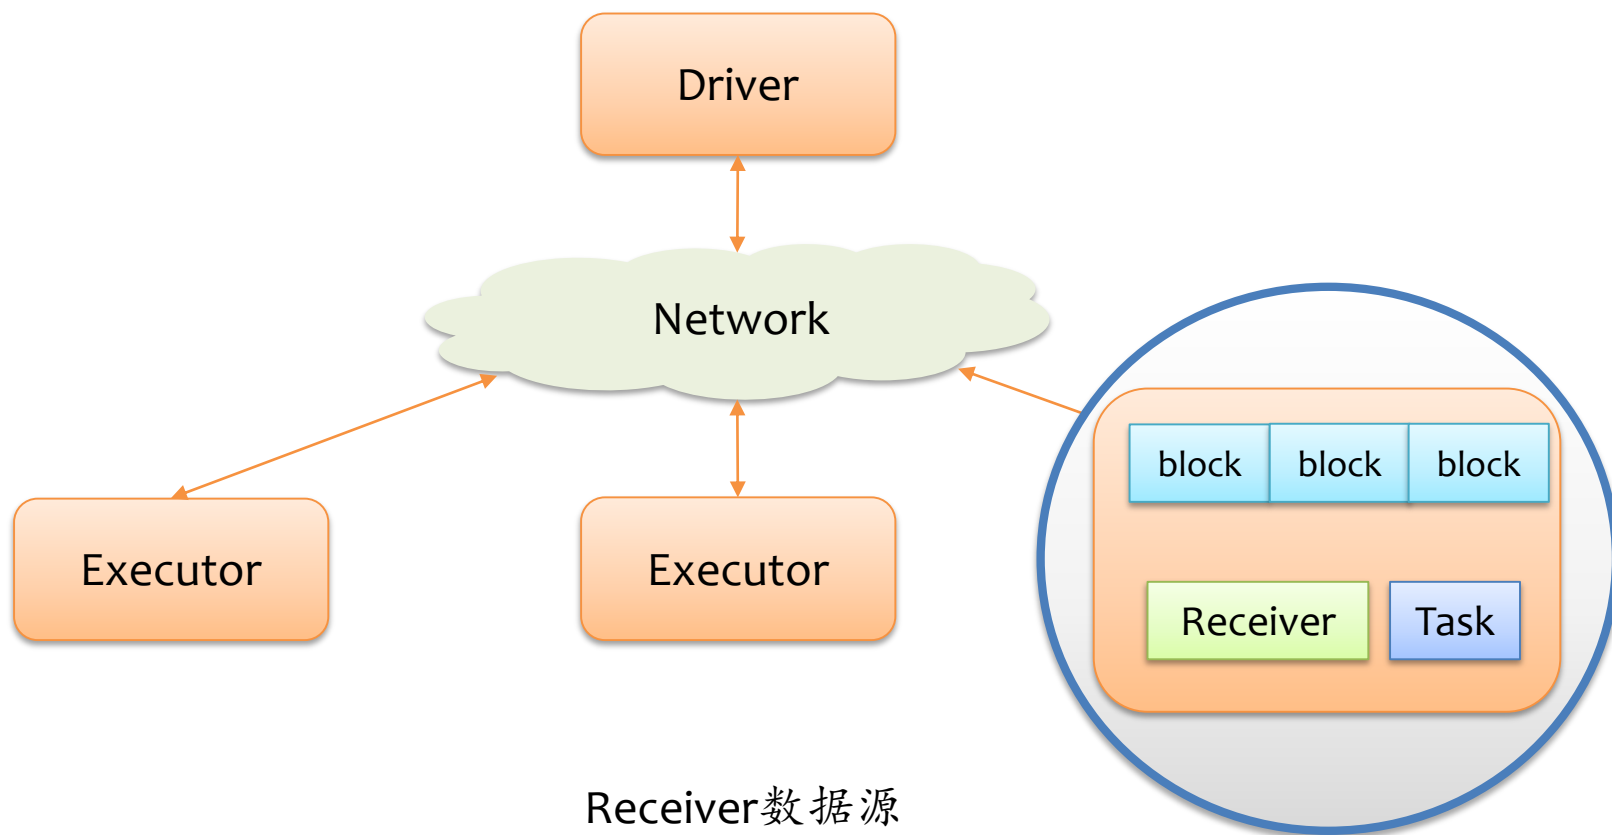 Driver
Network
block block block
Executor
Executor
Receiver
Task
Receiver数据源